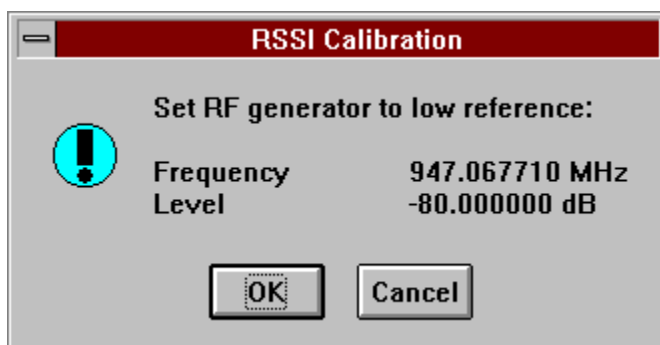 RSSI Calibration
Set RF generator to low reference:
Frequency 947.067710 MHz
Level -80.000000 dB
OK Cancel